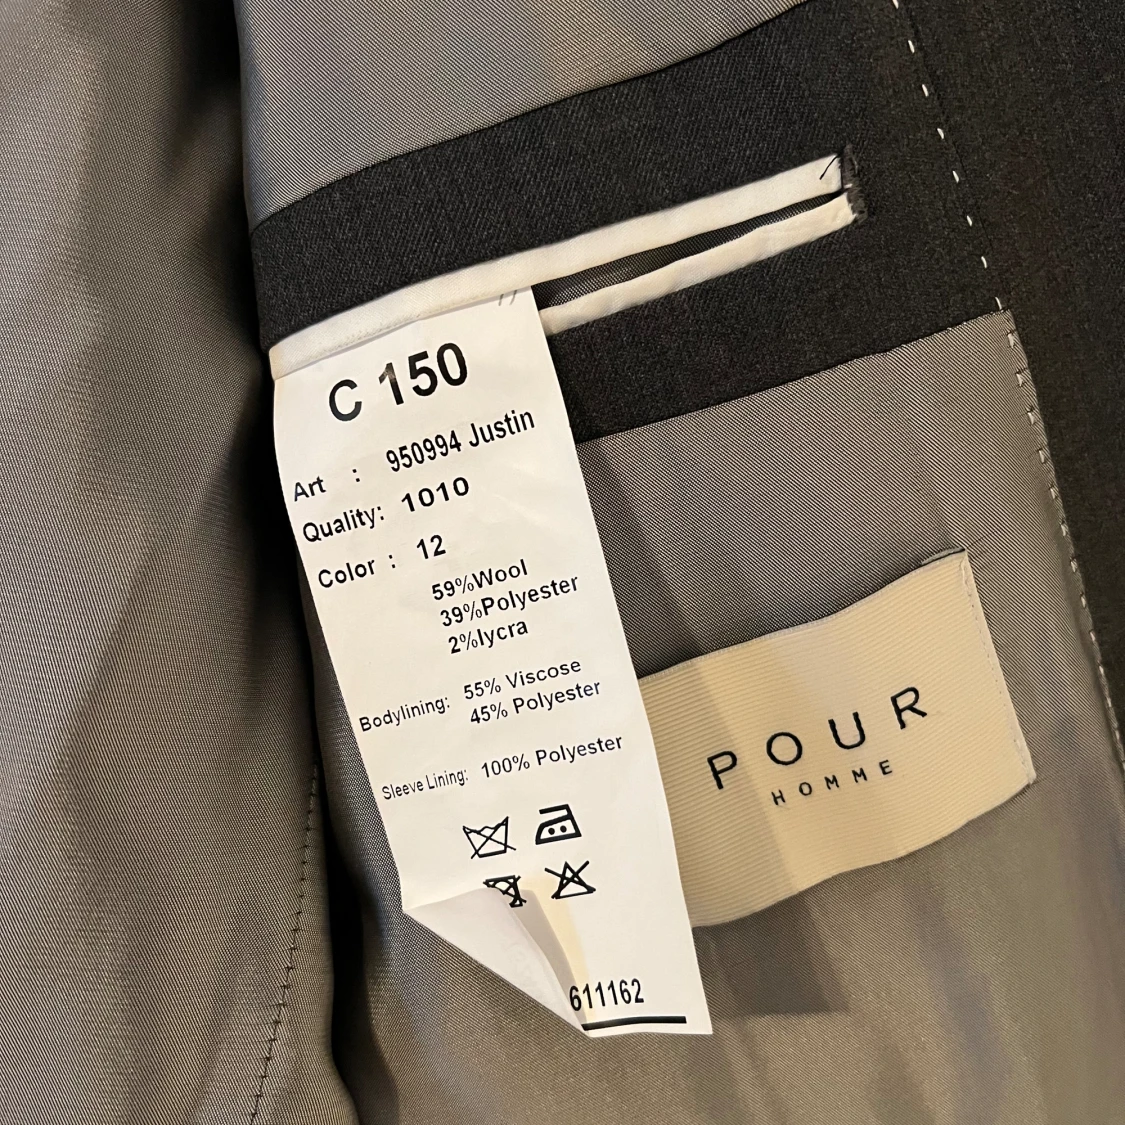 C 150
Art : 950994 Justin
Quality: 1010
Color : 12
59%Wool
39%Polyester
2%lycra
Bodylining: 55% Viscose
45% Polyester
Sleeve Lining: 100% Polyester
611162
POUR
HOMME